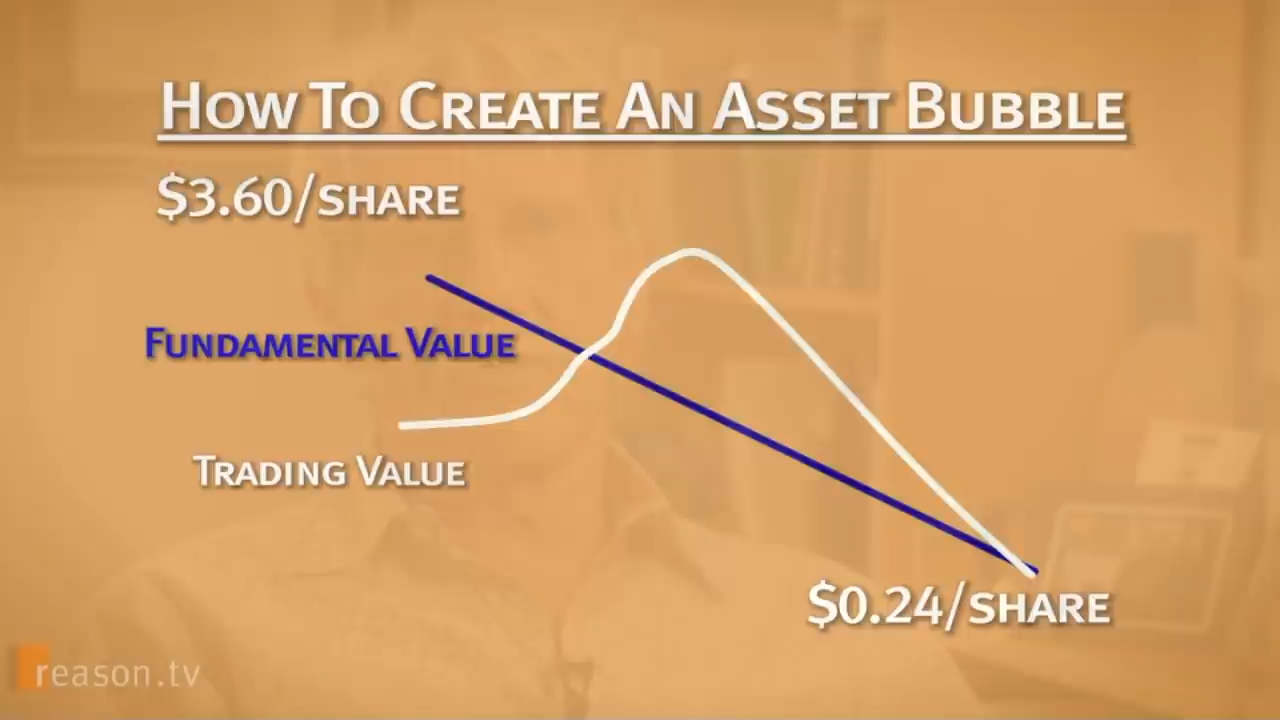 How To Create An Asset Bubble
$3.60/share
Fundamental Value
Trading Value
$0.24/share
reason.tv